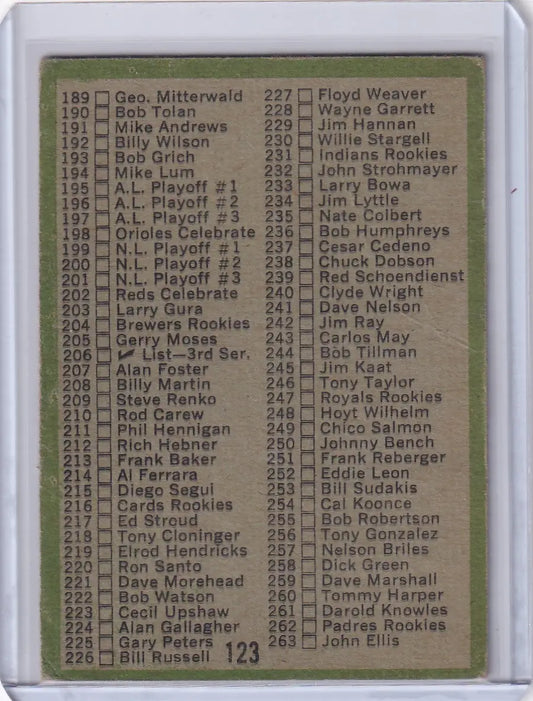 189 Geo. Mitterwald
190 Bob Tolan
191 Mike Andrews
192 Billy Wilson
193 Bob Grich
194 Mike Lum
195 A.L. Playoff #1
196 A.L. Playoff #2
197 A.L. Playoff #3
198 Orioles Celebrate
199 N.L. Playoff #1
200 N.L. Playoff #2
201 N.L. Playoff #3
202 Reds Celebrate
203 Larry Gura
204 Brewers Rookies
205 Gerry Moses
206 ✔ List—3rd Ser.
207 Alan Foster
208 Billy Martin
209 Steve Renko
210 Rod Carew
211 Phil Hennigan
212 Rich Hebner
213 Frank Baker
214 Al Ferrara
215 Diego Segui
216 Cards Rookies
217 Ed Stroud
218 Tony Cloninger
219 Elrod Hendricks
220 Ron Santo
221 Dave Morehead
222 Bob Watson
223 Cecil Upshaw
224 Alan Gallagher
225 Gary Peters
226 Bill Russell
227 Floyd Weaver
228 Wayne Garrett
229 Jim Hannan
230 Willie Stargell
231 Indians Rookies
232 John Strohmayer
233 Larry Bowa
234 Jim Lyttle
235 Nate Colbert
236 Bob Humphreys
237 Cesar Cedeno
238 Chuck Dobson
239 Red Schoendienst
240 Clyde Wright
241 Dave Nelson
242 Jim Ray
243 Carlos May
244 Bob Tillman
245 Jim Kaat
246 Tony Taylor
247 Royals Rookies
248 Hoyt Wilhelm
249 Chico Salmon
250 Johnny Bench
251 Frank Reberger
252 Eddie Leon
253 Bill Sudakis
254 Cal Koonce
255 Bob Robertson
256 Tony Gonzalez
257 Nelson Briles
258 Dick Green
259 Dave Marshall
260 Tommy Harper
261 Darold Knowles
262 Padres Rookies
263 John Ellis
123